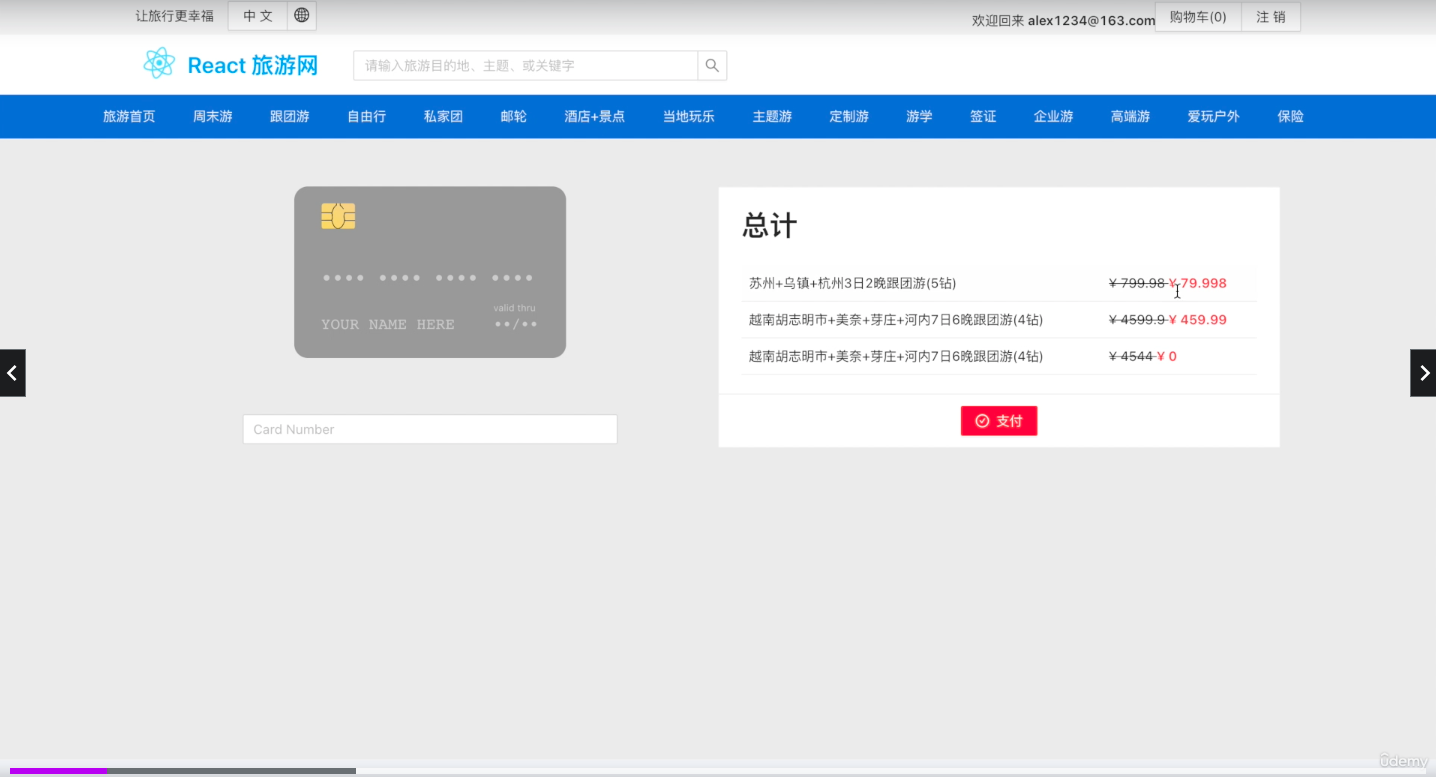 让旅行更幸福 中 文 欢迎回来 alex1234@163.com 购物车(0) 注 销
React 旅游网 请输入旅游目的地、主题、或关键字
旅游首页 周末游 跟团游 自由行 私家团 邮轮 酒店+景点 当地玩乐 主题游 定制游 游学 签证 企业游 高端游 爱玩户外 保险
•••• •••• •••• ••••
valid thru
YOUR NAME HERE ••/••
Card Number
总计
苏州+乌镇+杭州3日2晚跟团游(5钻) ¥ 799.98 ¥ 79.998
越南胡志明市+美奈+芽庄+河内7日6晚跟团游(4钻) ¥ 4599.9 ¥ 459.99
越南胡志明市+美奈+芽庄+河内7日6晚跟团游(4钻) ¥ 4544 ¥ 0
支付
ûdemy